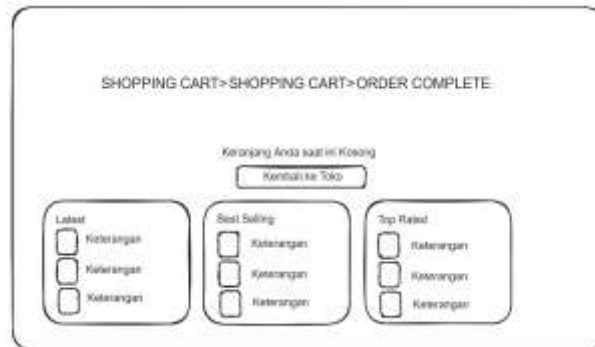 SHOPPING CART>SHOPPING CART>ORDER COMPLETE
Keranjang Anda saat ini Kosong
Kembali ke Toko
Latest
Keterangan
Keterangan
Keterangan
Best Selling
Keterangan
Keterangan
Keterangan
Top Rated
Keterangan
Keterangan
Keterangan